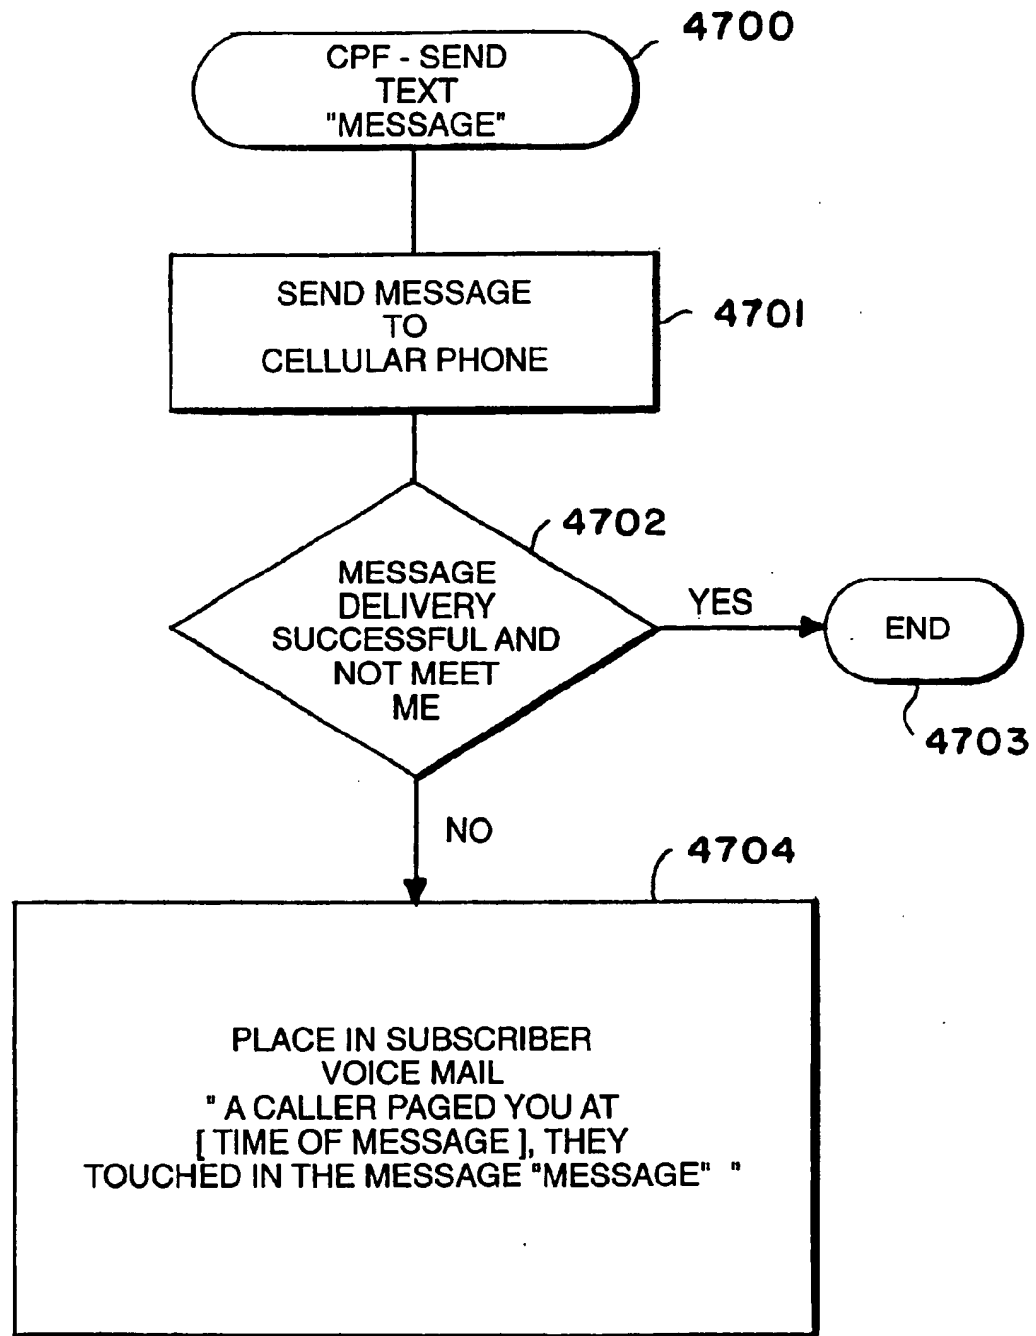 4700
CPF - SEND
TEXT
"MESSAGE"
SEND MESSAGE
TO
CELLULAR PHONE
4701
4702
MESSAGE
DELIVERY
SUCCESSFUL AND
NOT MEET
ME
YES
END
4703
NO
4704
PLACE IN SUBSCRIBER
VOICE MAIL
" A CALLER PAGED YOU AT
[ TIME OF MESSAGE ], THEY
TOUCHED IN THE MESSAGE "MESSAGE" "